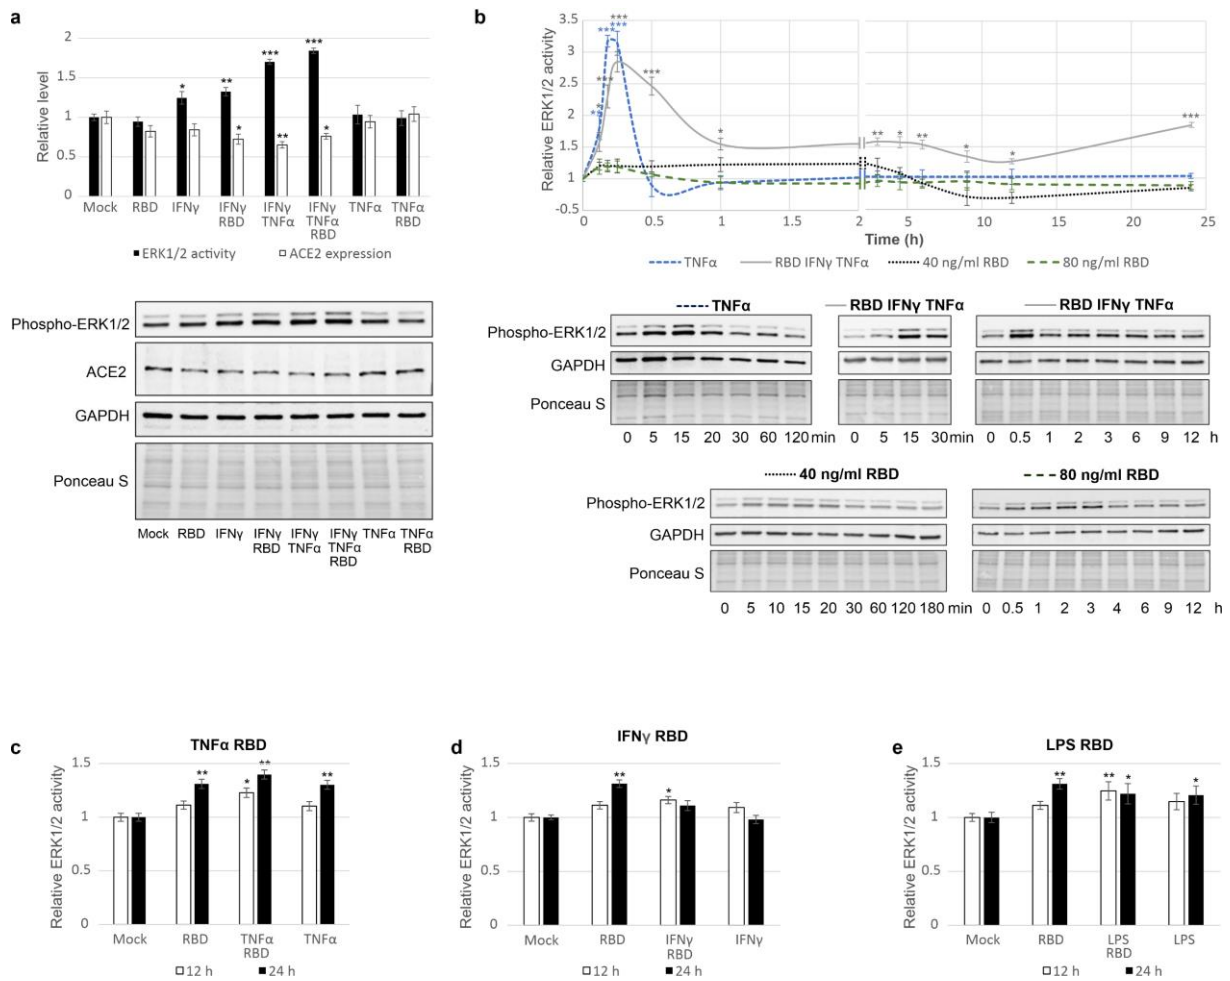 a
2
1.5
1
0.5
0
Relative level
* ** *** ***
* ** *
Mock RBD IFNγ IFNγ IFNγ IFNγ TNFα TNFα
RBD TNFα TNFα RBD
RBD
ERK1/2 activity ACE2 expression
Phospho-ERK1/2
ACE2
GAPDH
Ponceau S
Mock RBD IFNγ IFNγ IFNγ IFNγ TNFα TNFα
RBD TNFα TNFα RBD
RBD
b
3.5
3
2.5
2
1.5
1
-0.5
Relative ERK1/2 activity
***
*** ***
*** ***
* *
* ** * ** * * ***
0 0.5 1 1.5 2 5 10 15 20 25
Time (h)
TNFα RBD IFNγ TNFα 40 ng/ml RBD 80 ng/ml RBD
TNFα RBD IFNγ TNFα RBD IFNγ TNFα
Phospho-ERK1/2
GAPDH
Ponceau S
0 5 15 20 30 60 120 min 0 5 15 30 min 0 0.5 1 2 3 6 9 12 h
40 ng/ml RBD 80 ng/ml RBD
Phospho-ERK1/2
GAPDH
Ponceau S
0 5 10 15 20 30 60 120 180 min 0 0.5 1 2 3 4 6 9 12 h
c
TNFα RBD
1.5
1
0.5
0
Relative ERK1/2 activity
** * ** **
Mock RBD TNFα TNFα
RBD
12 h 24 h
d
IFNγ RBD
1.5
1
0.5
0
Relative ERK1/2 activity
** *
Mock RBD IFNγ IFNγ
RBD
12 h 24 h
e
LPS RBD
1.5
1
0.5
0
Relative ERK1/2 activity
** ** * *
Mock RBD LPS LPS
RBD
12 h 24 h